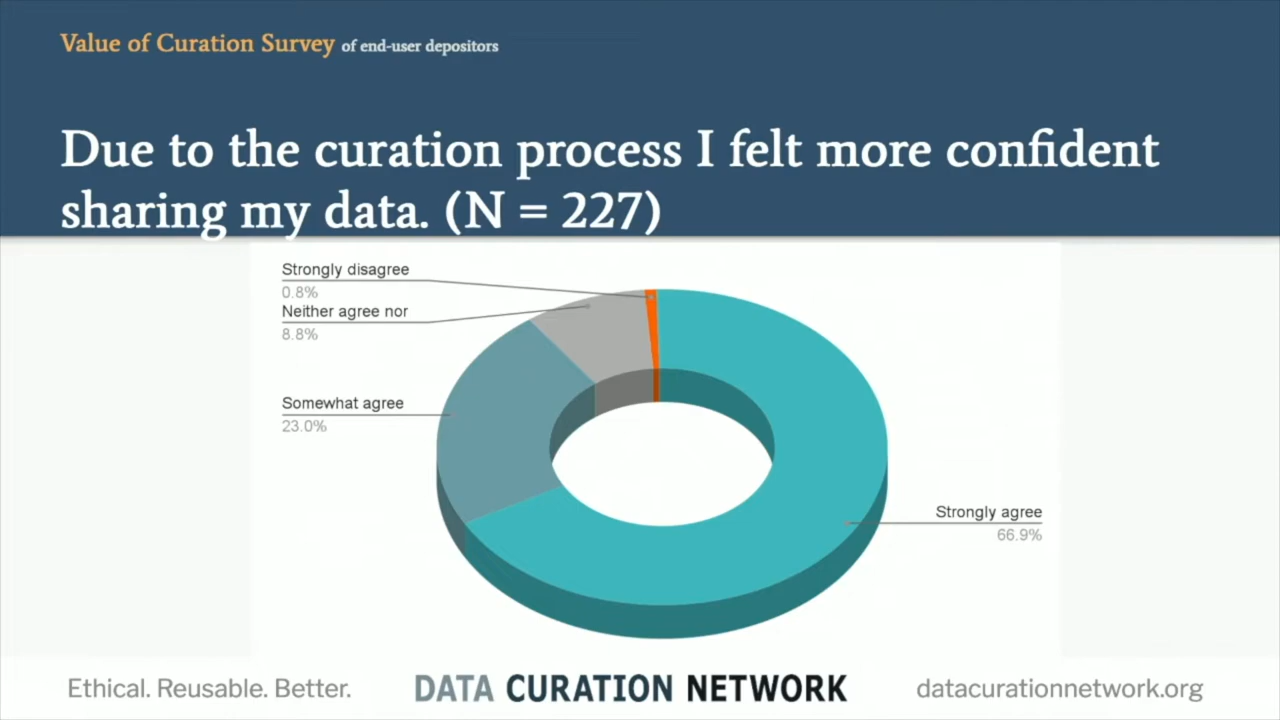 Value of Curation Survey of end-user depositors
Due to the curation process I felt more confident
sharing my data. (N = 227)
Strongly disagree
0.8%
Neither agree nor
8.8%
Somewhat agree
23.0%
Strongly agree
66.9%
Ethical. Reusable. Better.
DATA CURATION NETWORK
datacurationnetwork.org